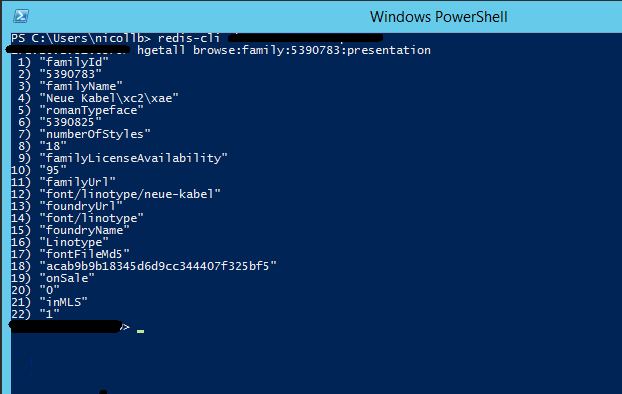 Windows PowerShell
PS C:\Users\nicollb> redis-cli
hgetall browse:family:5390783:presentation
1) "familyId"
2) "5390783"
3) "familyName"
4) "Neue Kabel\xc2\xae"
5) "romanTypeface"
6) "5390825"
7) "numberOfStyles"
8) "18"
9) "familyLicenseAvailability"
10) "95"
11) "familyUrl"
12) "font/linotype/neue-kabel"
13) "foundryUrl"
14) "font/linotype"
15) "foundryName"
16) "Linotype"
17) "fontFileMd5"
18) "acab9b9b18345d6d9cc344407f325bf5"
19) "onSale"
20) "0"
21) "inMLS"
22) "1"
>